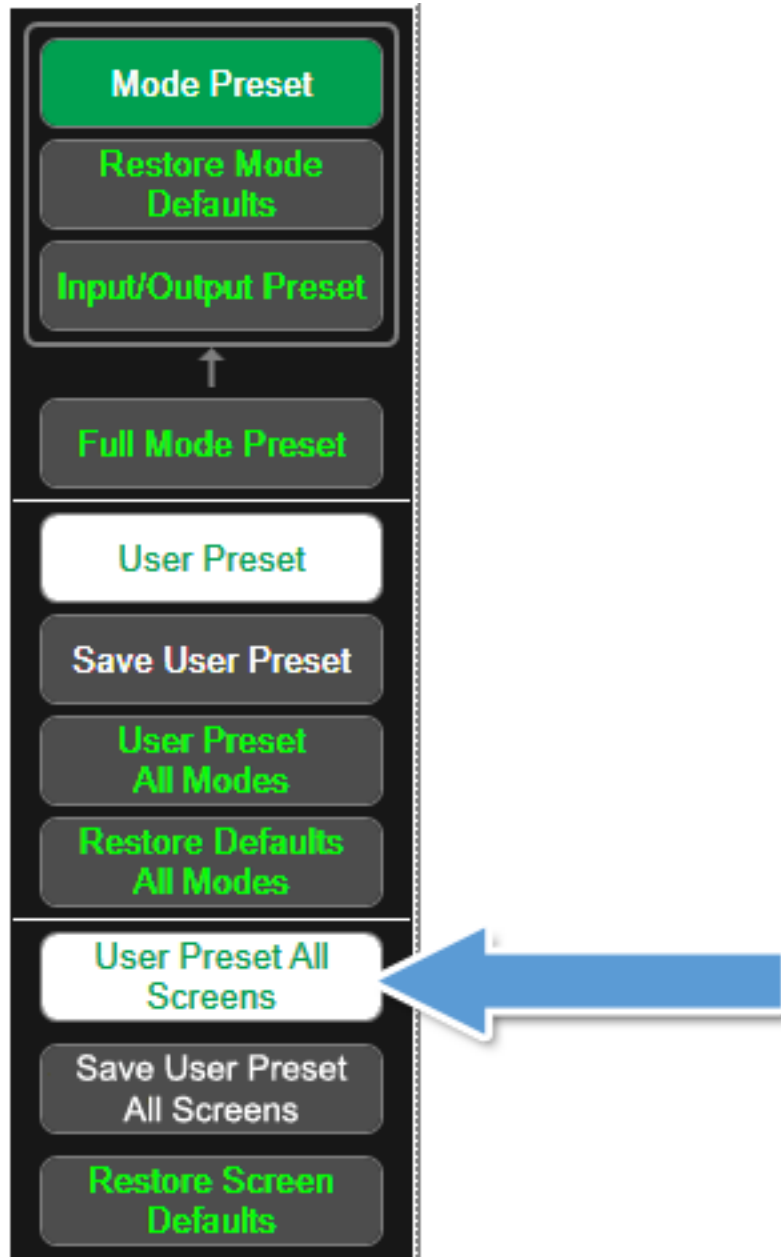 Mode Preset
Restore Mode
Defaults
Input/Output Preset
Full Mode Preset
User Preset
Save User Preset
User Preset
All Modes
Restore Defaults
All Modes
User Preset All
Screens
Save User Preset
All Screens
Restore Screen
Defaults